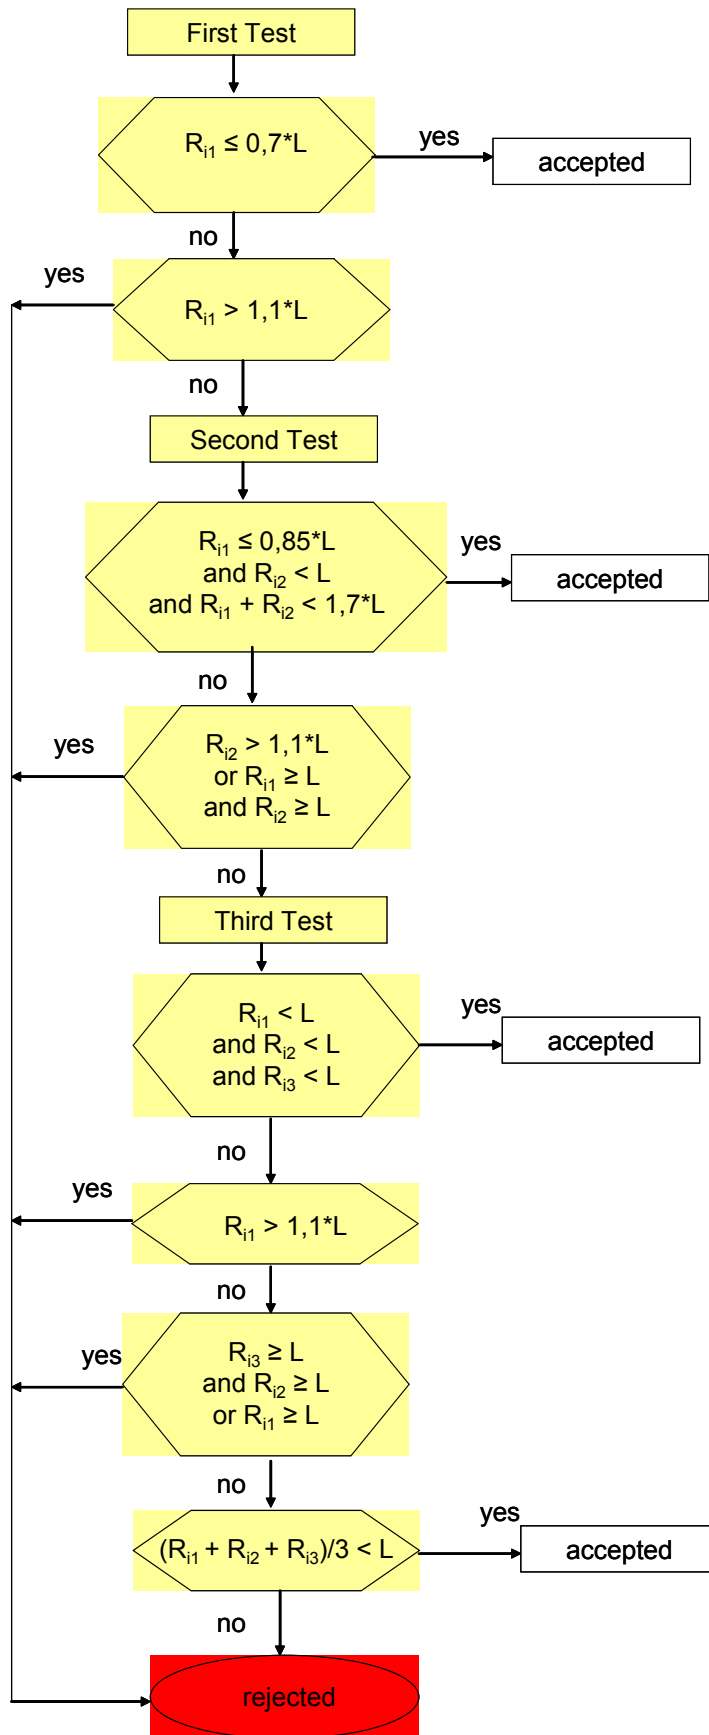 First Test
Ri1 ≤ 0,7*L
yes
accepted
no
yes
Ri1 > 1,1*L
no
Second Test
Ri1 ≤ 0,85*L
and Ri2 < L
and Ri1 + Ri2 < 1,7*L
yes
accepted
no
yes
Ri2 > 1,1*L
or Ri1 ≥ L
and Ri2 ≥ L
no
Third Test
Ri1 < L
and Ri2 < L
and Ri3 < L
yes
accepted
no
yes
Ri1 > 1,1*L
no
yes
Ri3 ≥ L
and Ri2 ≥ L
or Ri1 ≥ L
no
(Ri1 + Ri2 + Ri3)/3 < L
yes
accepted
no
rejected